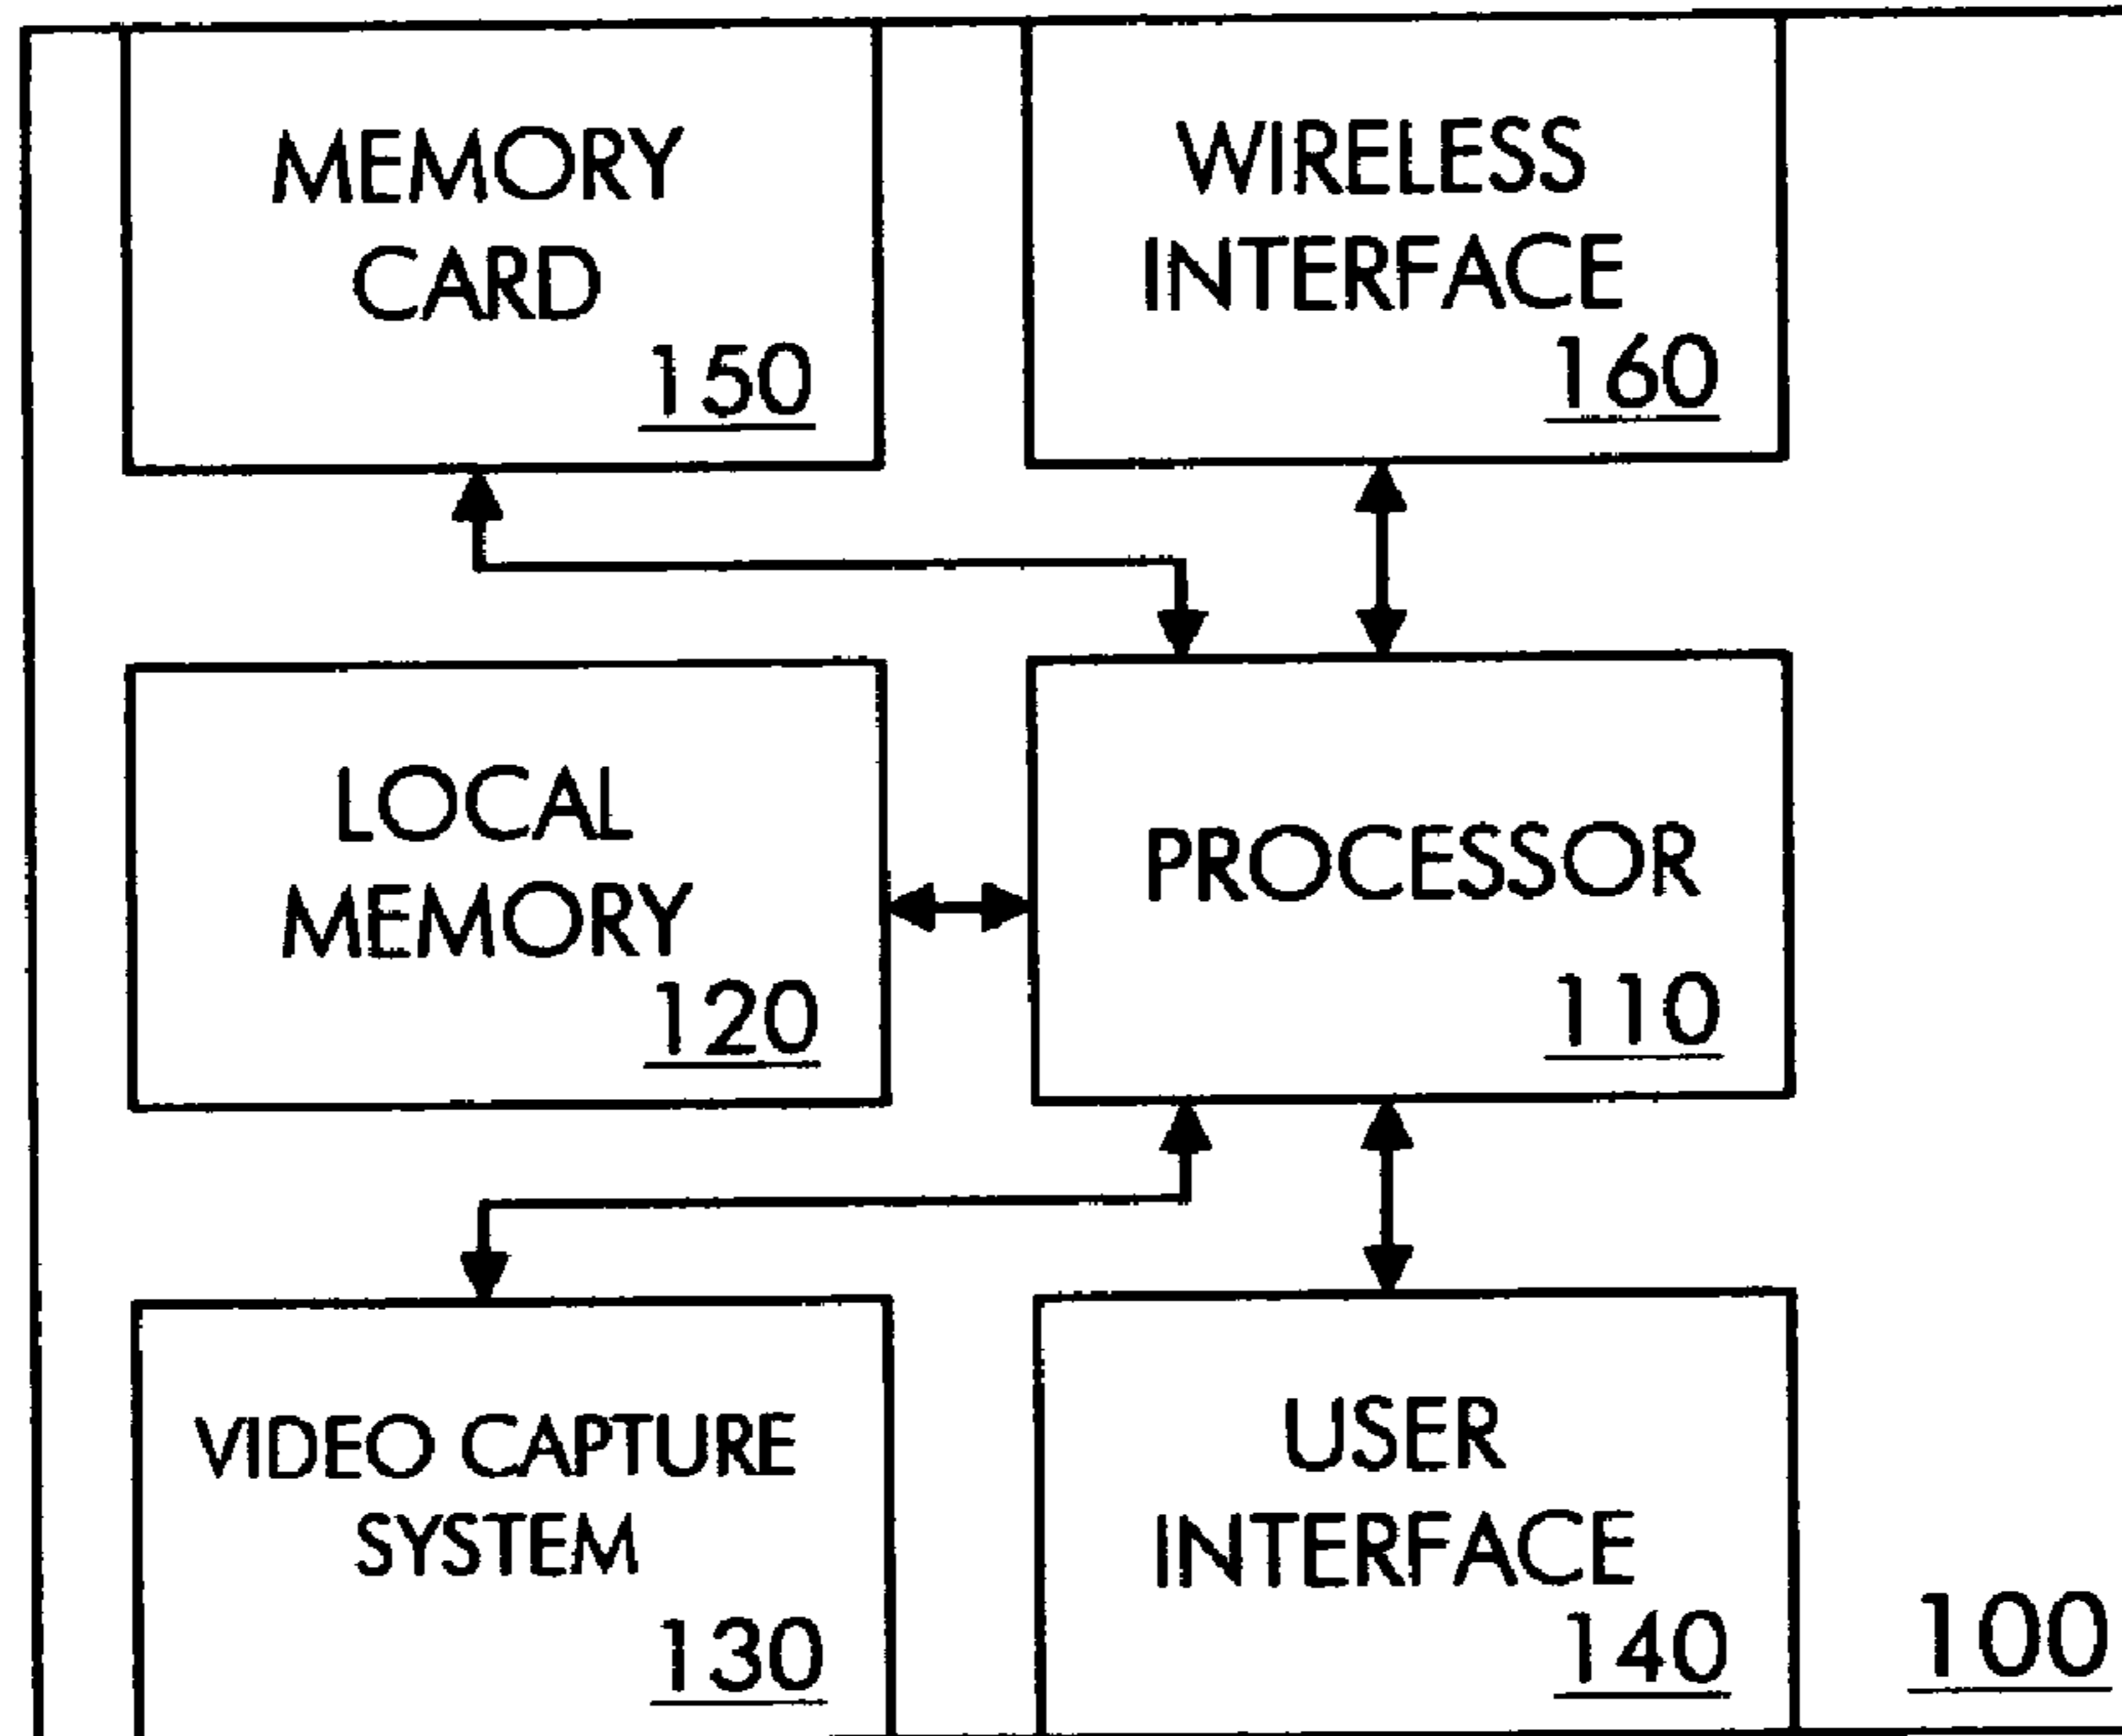 MEMORY
CARD
150
WIRELESS
INTERFACE
160
LOCAL
MEMORY
120
PROCESSOR
110
VIDEO CAPTURE
SYSTEM
130
USER
INTERFACE
140
100